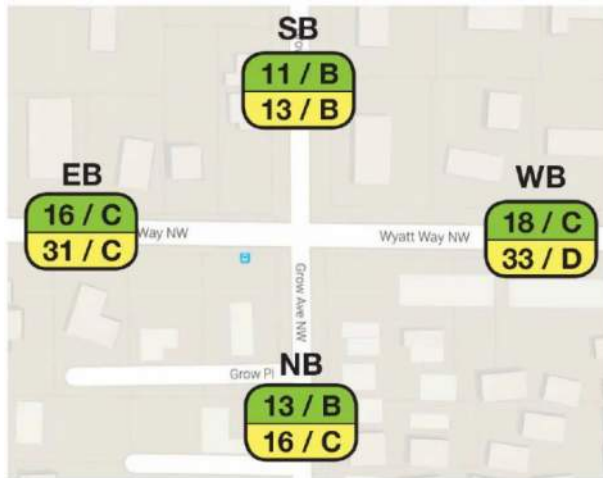 SB
11 / B
13 / B
EB
16 / C
31 / C
WB
18 / C
33 / D
Way NW
Wyatt Way NW
Grow Ave NW
Grow Pl
NB
13 / B
16 / C